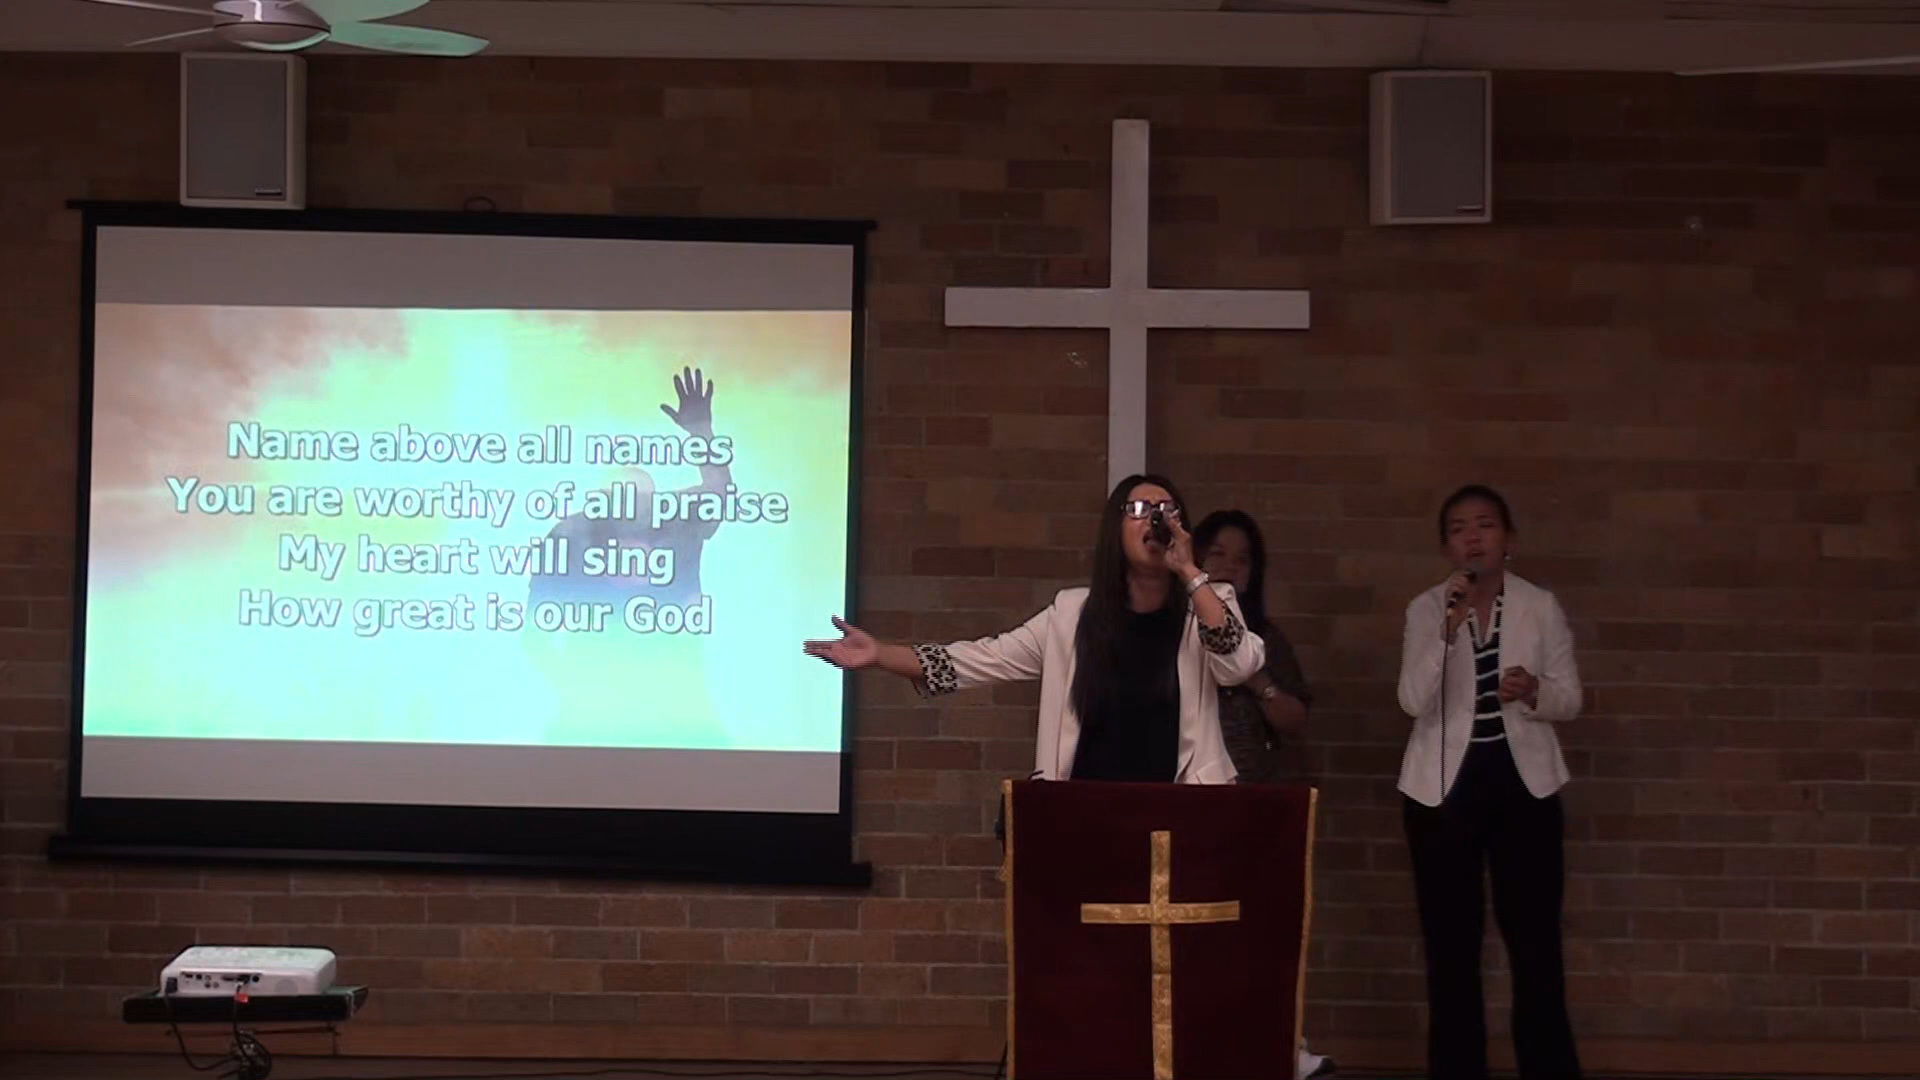 Name above all names
You are worthy of all praise
My heart will sing
How great is our God